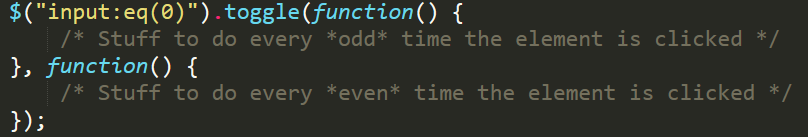 $("input:eq(0)").toggle(function() {
    /* Stuff to do every *odd* time the element is clicked */
}, function() {
    /* Stuff to do every *even* time the element is clicked */
});